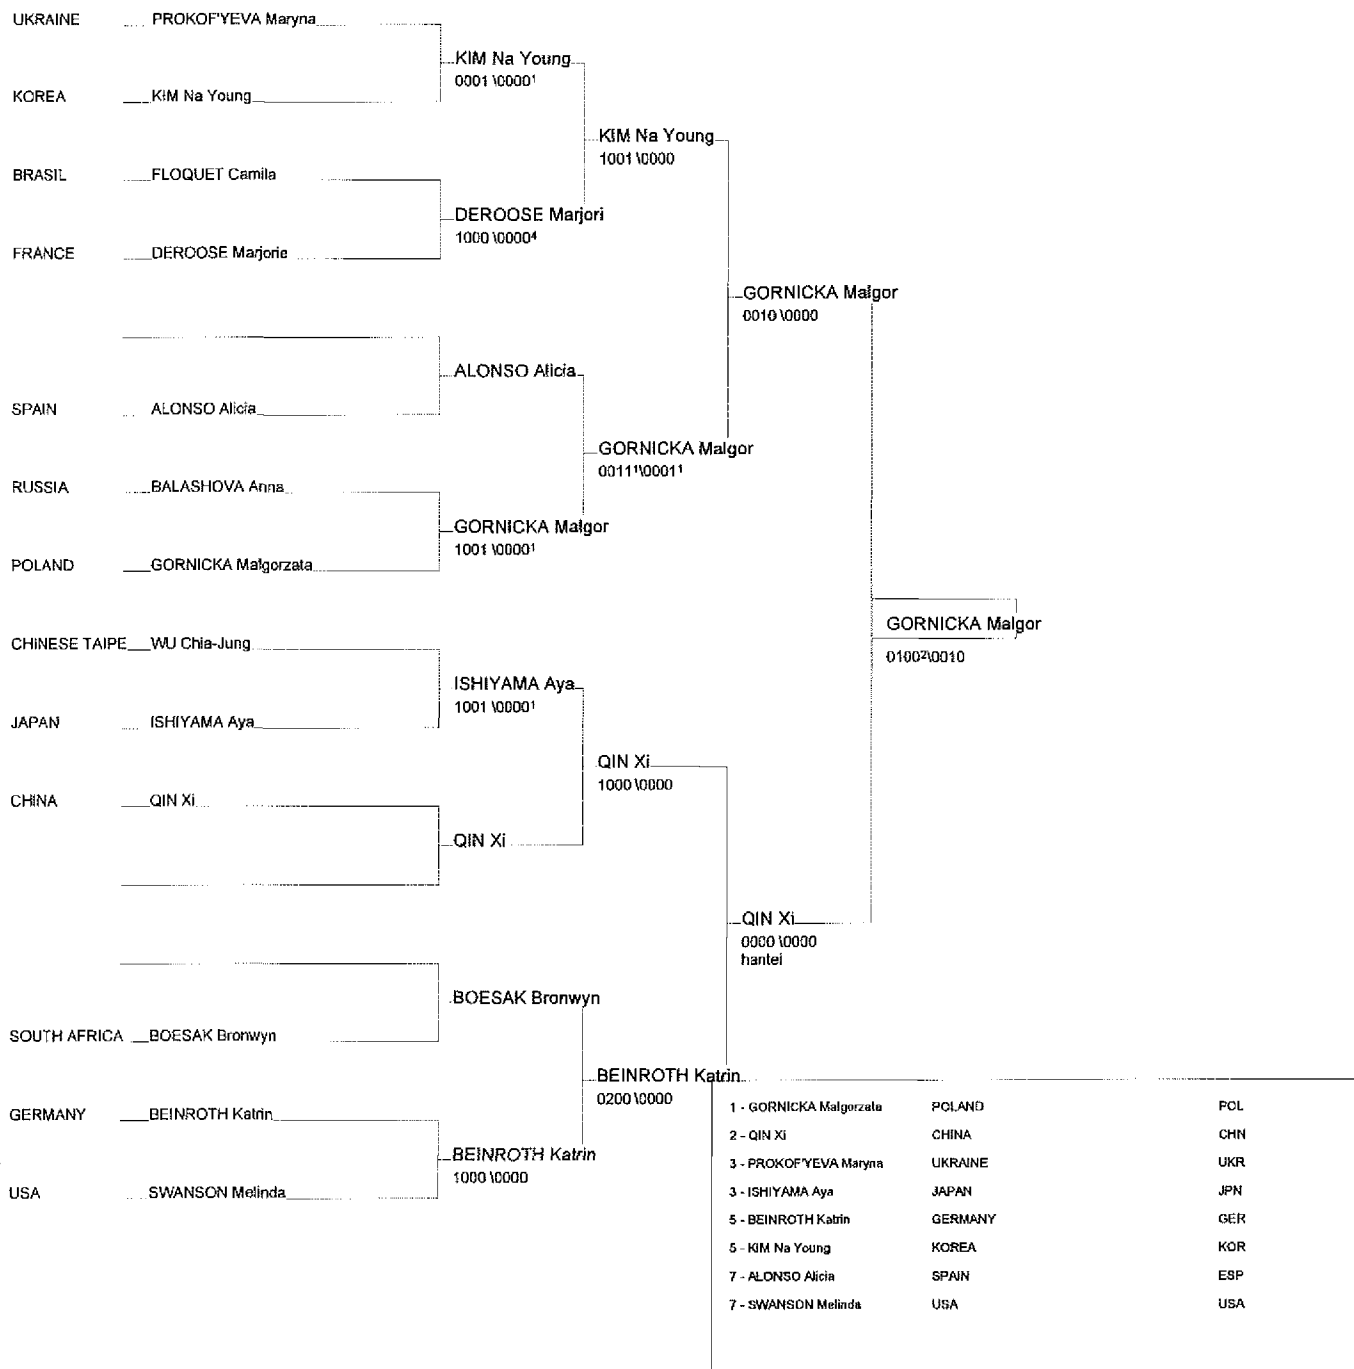 UKRAINE PROKOF'YEVA Maryna
KIM Na Young
0001 \0000¹
KOREA KIM Na Young
KIM Na Young
1001 \0000
BRASIL FLOQUET Camila
DEROOSE Marjori
1000 \0000⁴
FRANCE DEROOSE Marjorie
GORNICKA Malgor
0010 \0000
ALONSO Alicia
SPAIN ALONSO Alicia
GORNICKA Malgor
0011¹\0001¹
RUSSIA BALASHOVA Anna
GORNICKA Malgor
1001 \0000¹
POLAND GORNICKA Malgorzata
GORNICKA Malgor
0100²\0010
CHINESE TAIPE WU Chia-Jung
ISHIYAMA Aya
1001 \0000¹
JAPAN ISHIYAMA Aya
QIN Xi
1000 \0000
CHINA QIN Xi
QIN Xi
QIN Xi
0000 \0000
hantei
BOESAK Bronwyn
SOUTH AFRICA BOESAK Bronwyn
BEINROTH Katrin
0200 \0000
GERMANY BEINROTH Katrin
BEINROTH Katrin
1000 \0000
USA SWANSON Melinda
1 - GORNICKA Malgorzata POLAND POL
2 - QIN Xi CHINA CHN
3 - PROKOF'YEVA Maryna UKRAINE UKR
3 - ISHIYAMA Aya JAPAN JPN
5 - BEINROTH Katrin GERMANY GER
5 - KIM Na Young KOREA KOR
7 - ALONSO Alicia SPAIN ESP
7 - SWANSON Melinda USA USA